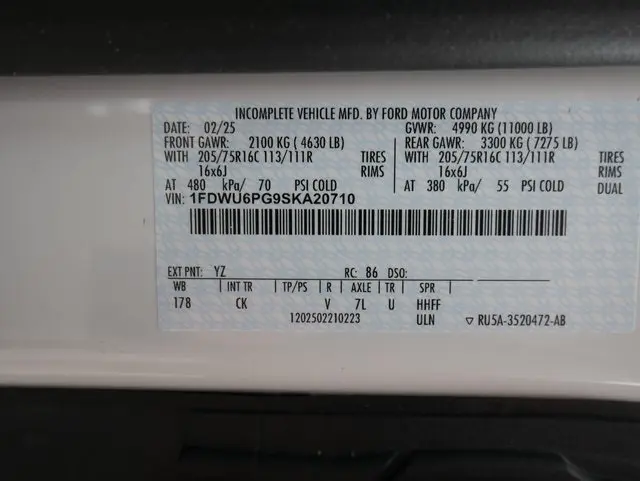 INCOMPLETE VEHICLE MFD. BY FORD MOTOR COMPANY
DATE: 02/25 GVWR: 4990 KG (11000 LB)
FRONT GAWR: 2100 KG ( 4630 LB) REAR GAWR: 3300 KG ( 7275 LB)
WITH 205/75R16C 113/111R TIRES WITH 205/75R16C 113/111R TIRES
16x6J RIMS 16x6J RIMS
AT 480 kPa/ 70 PSI COLD AT 380 kPa/ 55 PSI COLD DUAL
VIN: 1FDWU6PG9SKA20710
EXT PNT: YZ RC: 86 DSO:
WB INT TR TP/PS R AXLE TR SPR
178 CK V 7L U HHFF
1202502210223 ULN ▽ RU5A-3520472-AB